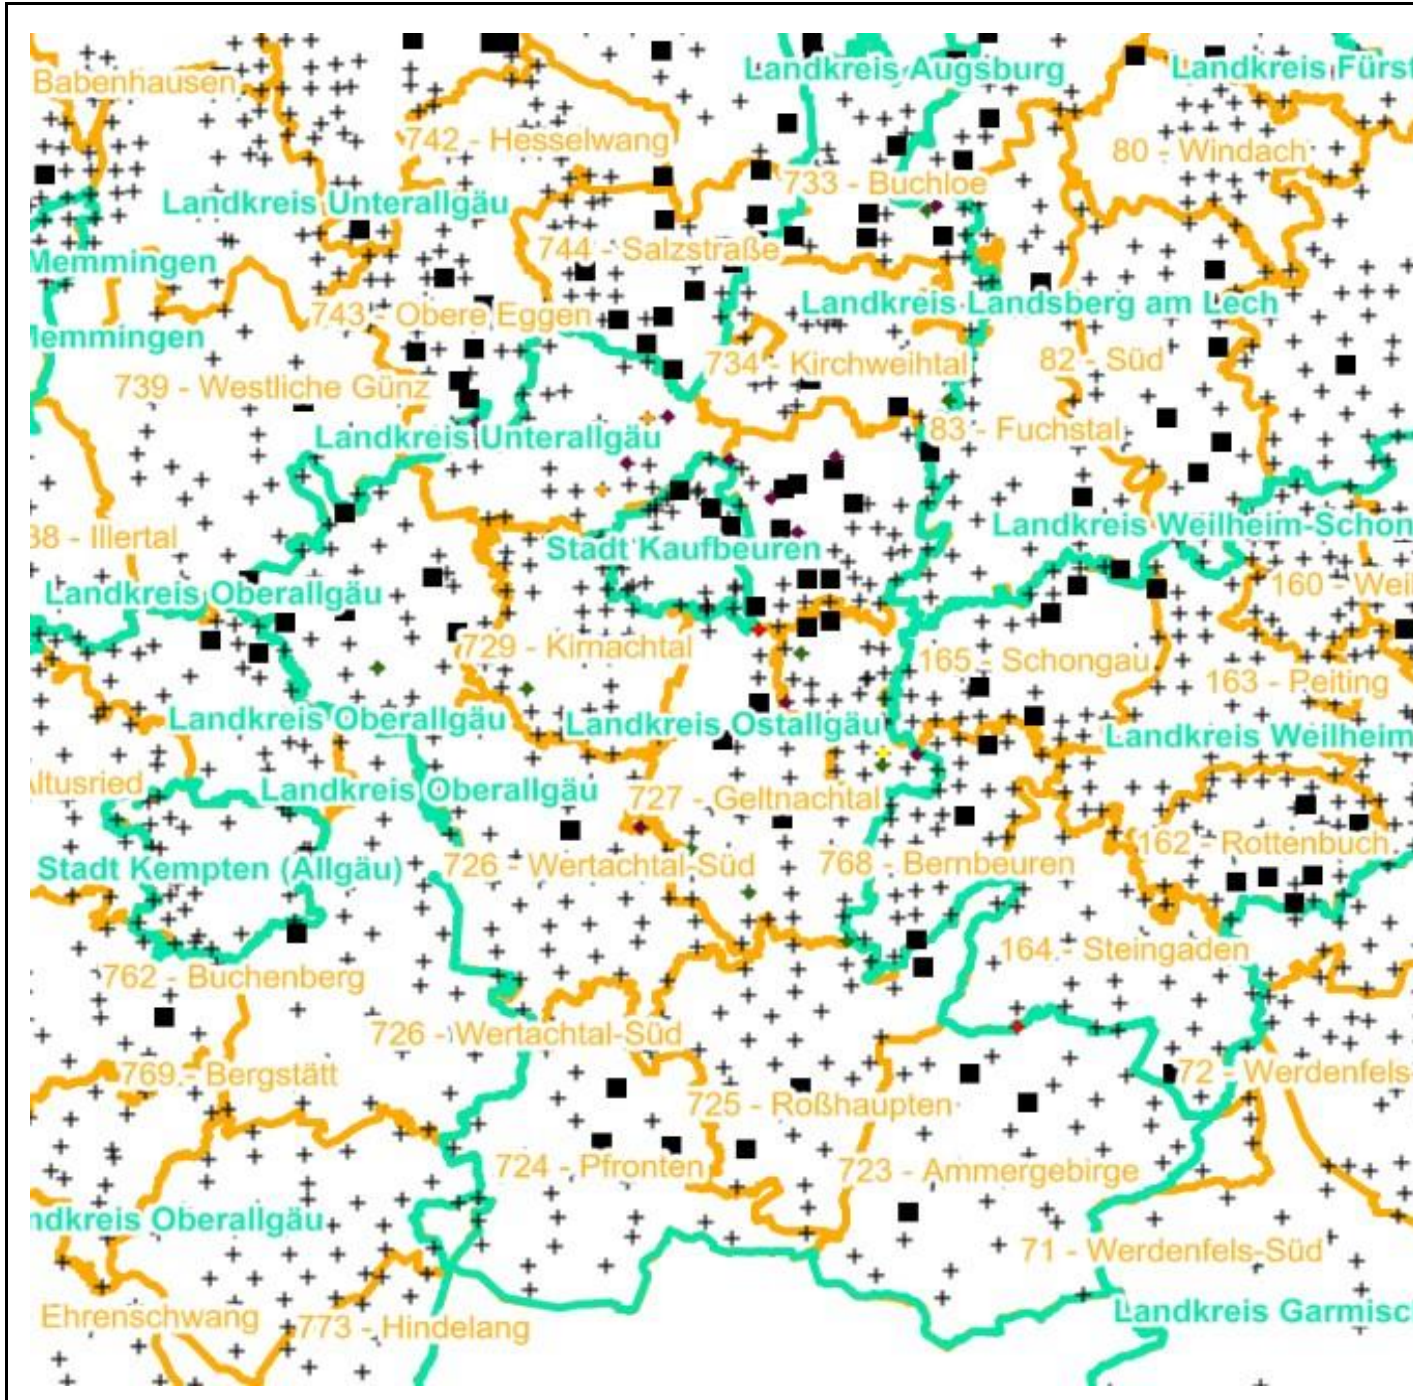 Landkreis Augsburg
Landkreis Fürst
Babenhausen
742 - Hesselwang
80 - Windach
733 - Buchloe
Landkreis Unterallgäu
744 - Salzstraße
Memmingen
Landkreis Landsberg am Lech
743 - Obere Eggen
Memmingen
734 - Kirchweihtal
82 - Süd
739 - Westliche Günz
83 - Fuchstal
Landkreis Unterallgäu
Landkreis Weilheim-Schon
38 - Illertal
Stadt Kaufbeuren
160 - Weil
Landkreis Oberallgäu
729 - Kirnachtal
165 - Schongau
163 - Peiting
Landkreis Oberallgäu
Landkreis Ostallgäu
Landkreis Weilheim
Altusried
Landkreis Oberallgäu
727 - Geltnachtal
162 - Rottenbuch
Stadt Kempten (Allgäu)
726 - Wertachtal-Süd
768 - Bernbeuren
164 - Steingaden
762 - Buchenberg
726 - Wertachtal-Süd
769 - Bergstätt
72 - Werdenfels-
725 - Roßhaupten
724 - Pfronten
723 - Ammergebirge
ndkreis Oberallgäu
71 - Werdenfels-Süd
Landkreis Garmisc
Ehrenschwang
773 - Hindelang